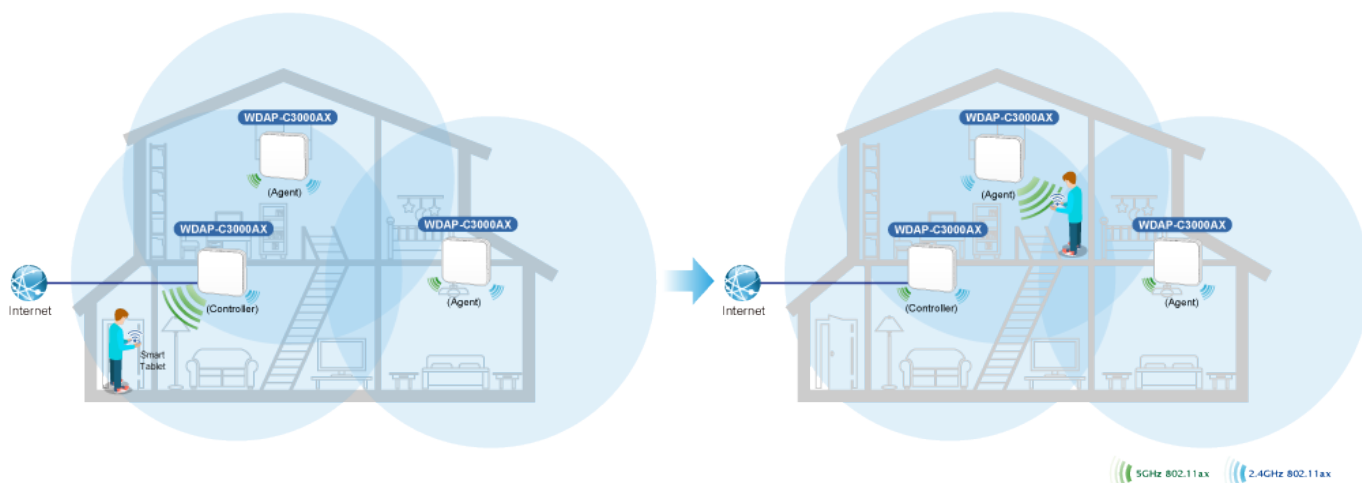 WDAP-C3000AX
(Agent)
WDAP-C3000AX
(Controller)
WDAP-C3000AX
(Agent)
Internet
Smart
Tablet
WDAP-C3000AX
(Agent)
WDAP-C3000AX
(Controller)
WDAP-C3000AX
(Agent)
Internet
5GHz 802.11ax
2.4GHz 802.11ax